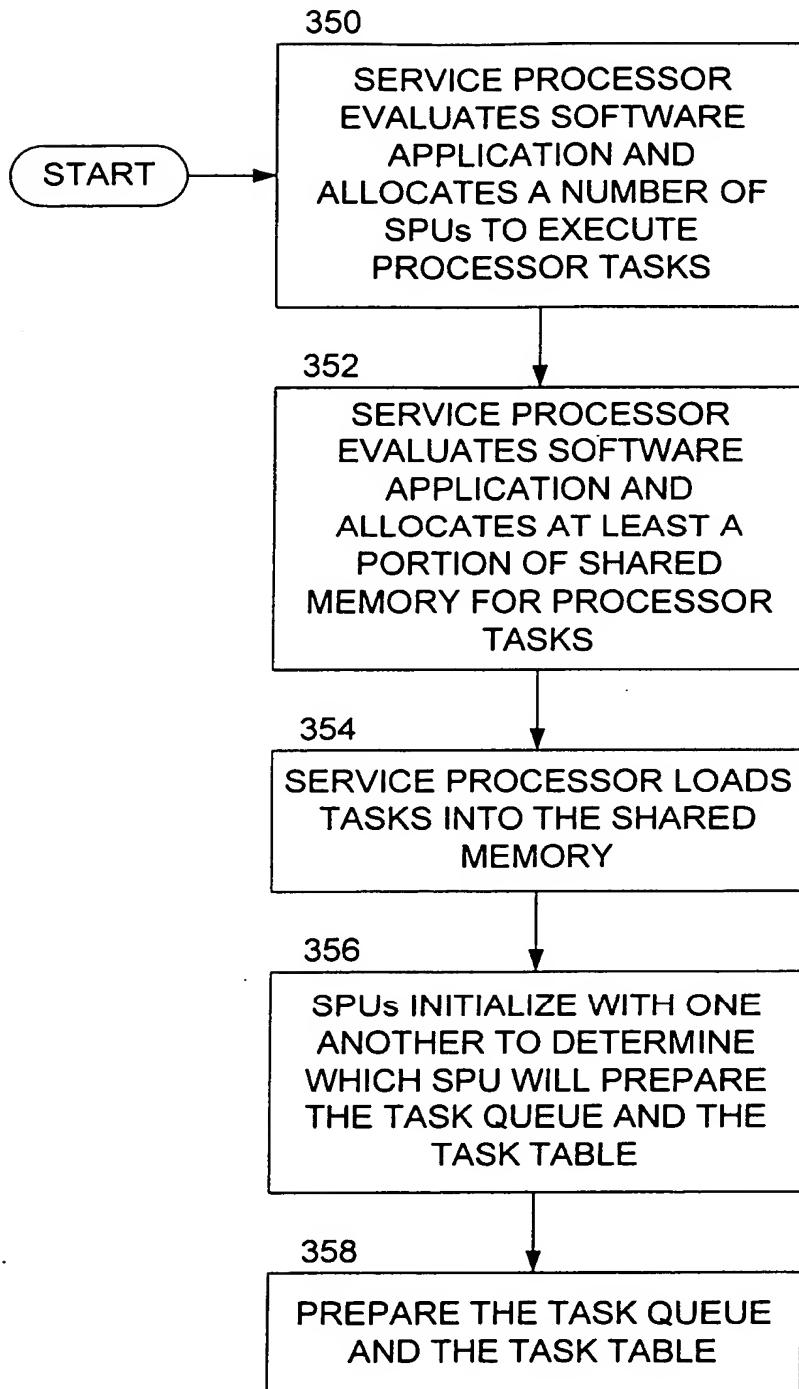 350
START
SERVICE PROCESSOR
EVALUATES SOFTWARE
APPLICATION AND
ALLOCATES A NUMBER OF
SPUs TO EXECUTE
PROCESSOR TASKS
352
SERVICE PROCESSOR
EVALUATES SOFTWARE
APPLICATION AND
ALLOCATES AT LEAST A
PORTION OF SHARED
MEMORY FOR PROCESSOR
TASKS
354
SERVICE PROCESSOR LOADS
TASKS INTO THE SHARED
MEMORY
356
SPUs INITIALIZE WITH ONE
ANOTHER TO DETERMINE
WHICH SPU WILL PREPARE
THE TASK QUEUE AND THE
TASK TABLE
358
PREPARE THE TASK QUEUE
AND THE TASK TABLE